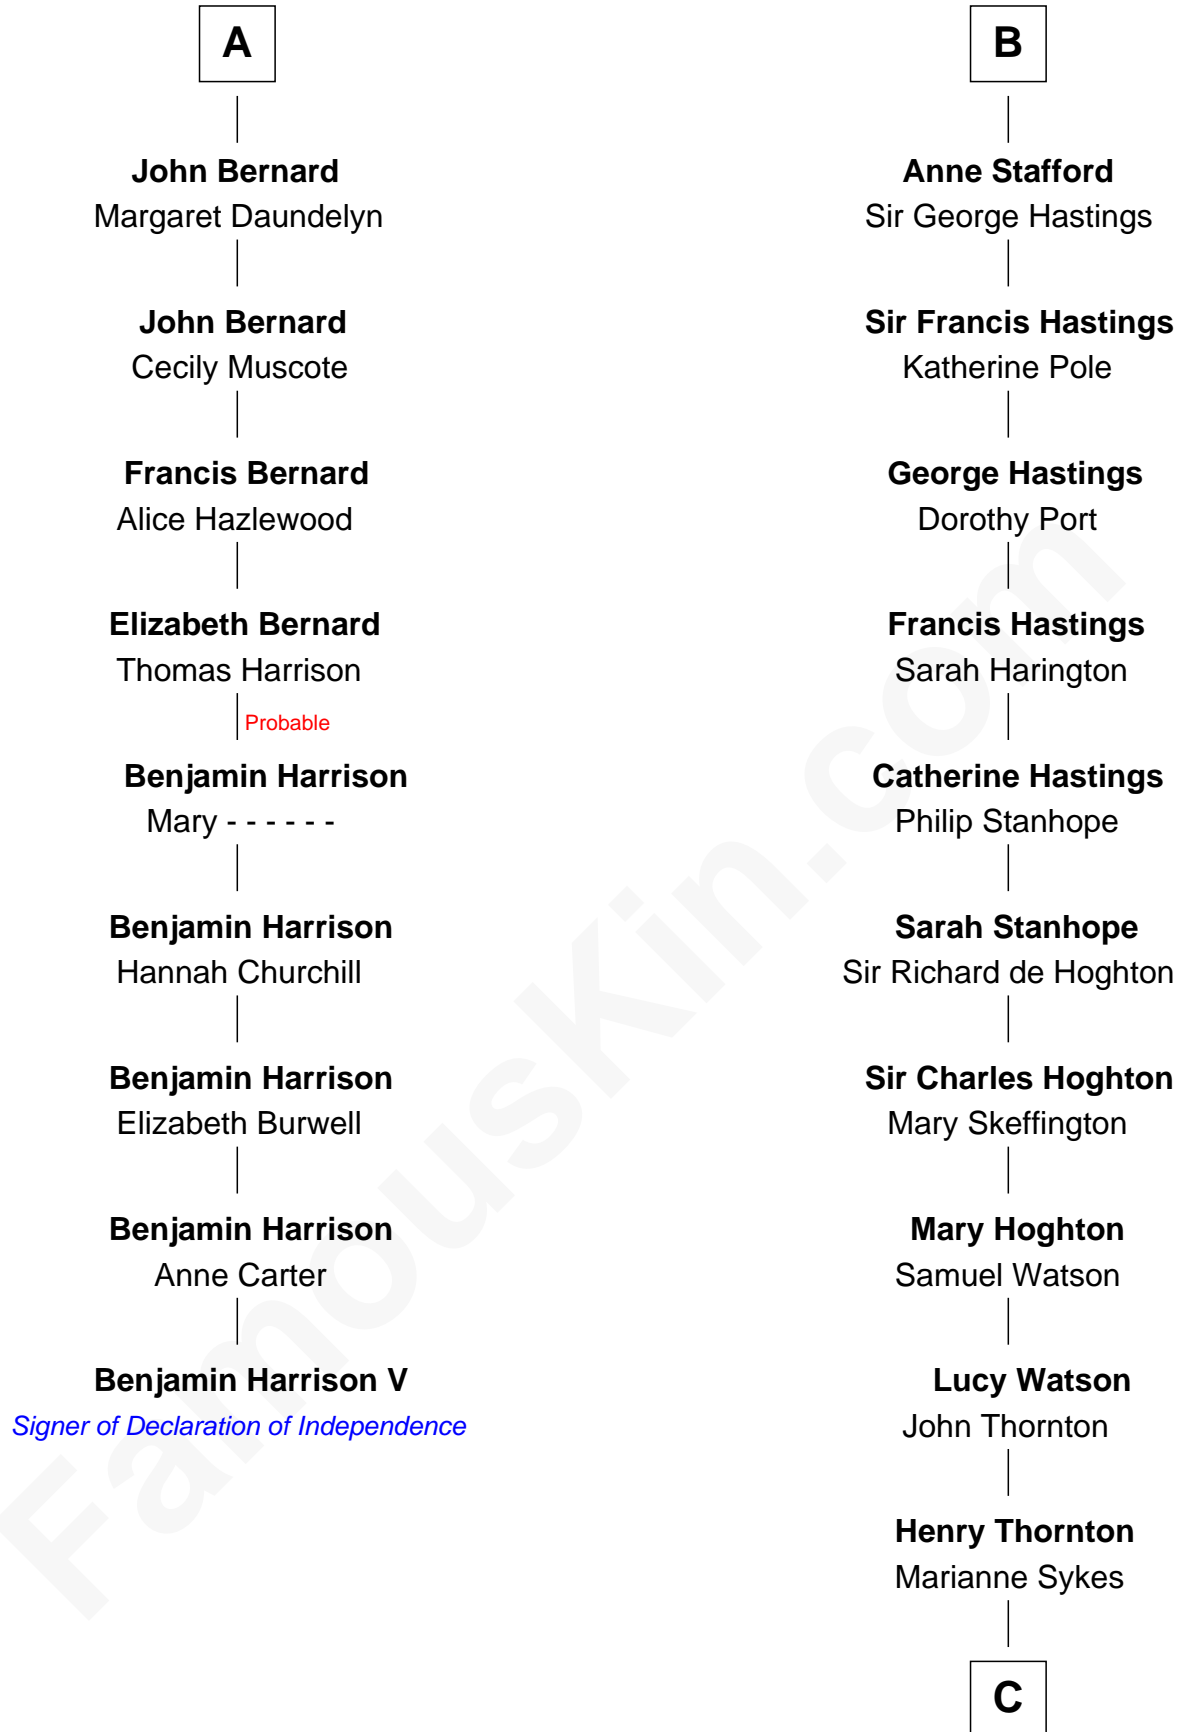 A
John Bernard
Margaret Daundelyn
John Bernard
Cecily Muscote
Francis Bernard
Alice Hazlewood
Elizabeth Bernard
Thomas Harrison
Probable
Benjamin Harrison
Mary - - - - - -
Benjamin Harrison
Hannah Churchill
Benjamin Harrison
Elizabeth Burwell
Benjamin Harrison
Anne Carter
Benjamin Harrison V
Signer of Declaration of Independence
B
Anne Stafford
Sir George Hastings
Sir Francis Hastings
Katherine Pole
George Hastings
Dorothy Port
Francis Hastings
Sarah Harington
Catherine Hastings
Philip Stanhope
Sarah Stanhope
Sir Richard de Hoghton
Sir Charles Hoghton
Mary Skeffington
Mary Hoghton
Samuel Watson
Lucy Watson
John Thornton
Henry Thornton
Marianne Sykes
C
FamousKin.com